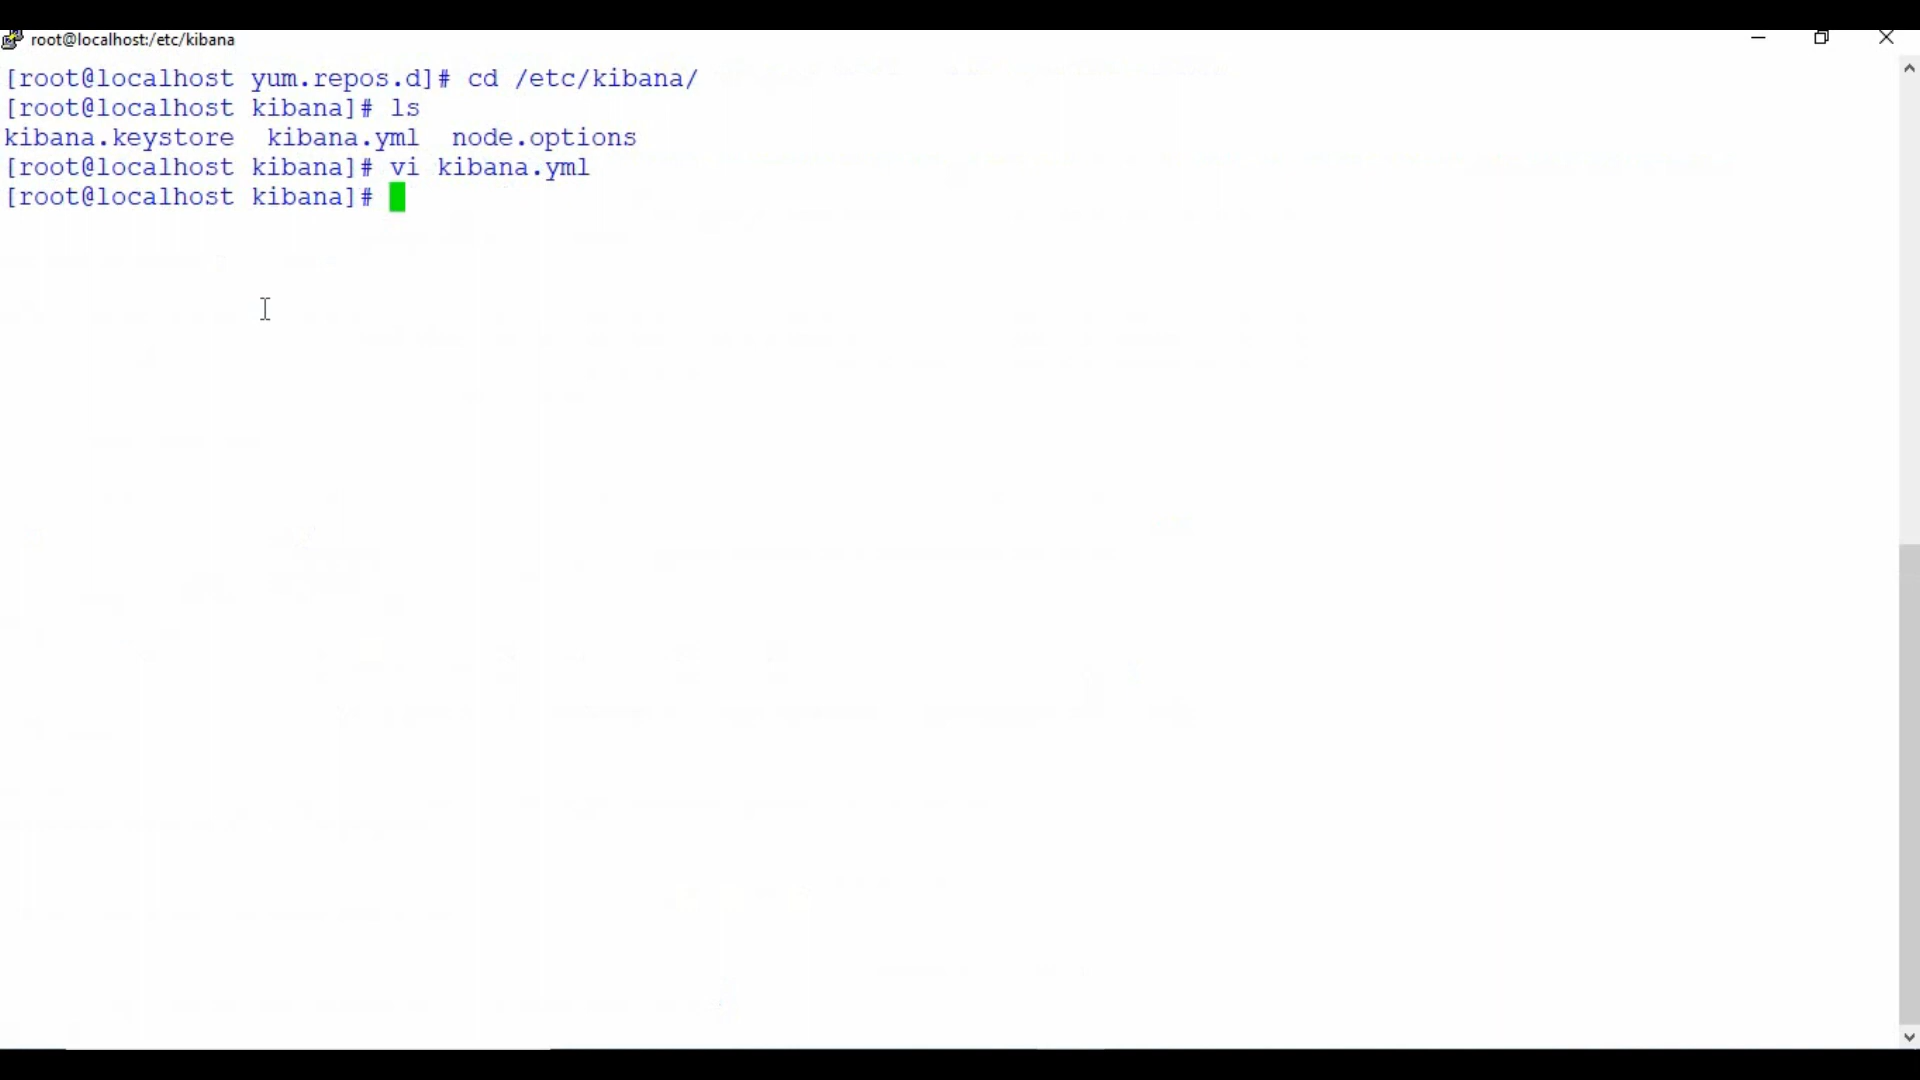 root@localhost:/etc/kibana
[root@localhost yum.repos.d]# cd /etc/kibana/
[root@localhost kibana]# ls
kibana.keystore  kibana.yml  node.options
[root@localhost kibana]# vi kibana.yml
[root@localhost kibana]#